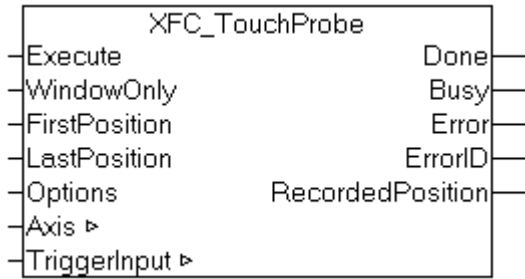 XFC_TouchProbe
Execute Done
WindowOnly Busy
FirstPosition Error
LastPosition ErrorID
Options RecordedPosition
Axis
TriggerInput